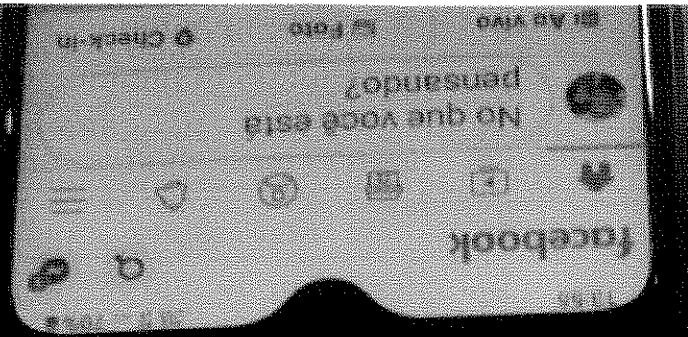 facebook
No que você está
pensando?
Ao vivo
Foto
Check-in